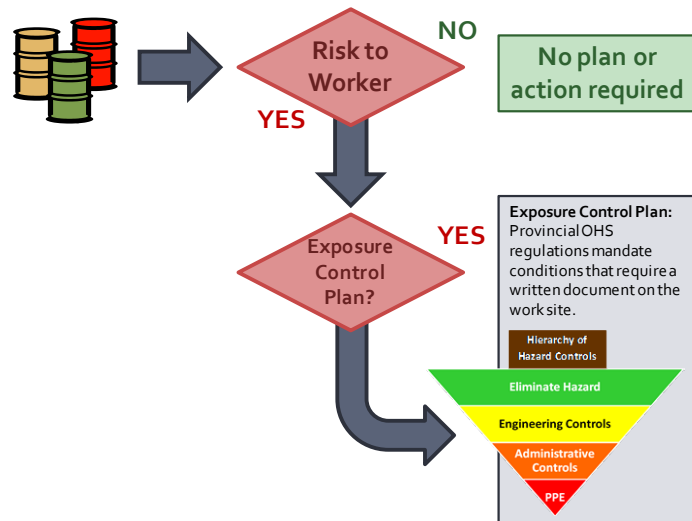 Risk to
Worker
NO
No plan or
action required
YES
Exposure
Control
Plan?
YES
Exposure Control Plan:
Provincial OHS
regulations mandate
conditions that require a
written document on the
work site.
Hierarchy of
Hazard Controls
Eliminate Hazard
Engineering Controls
Administrative
Controls
PPE